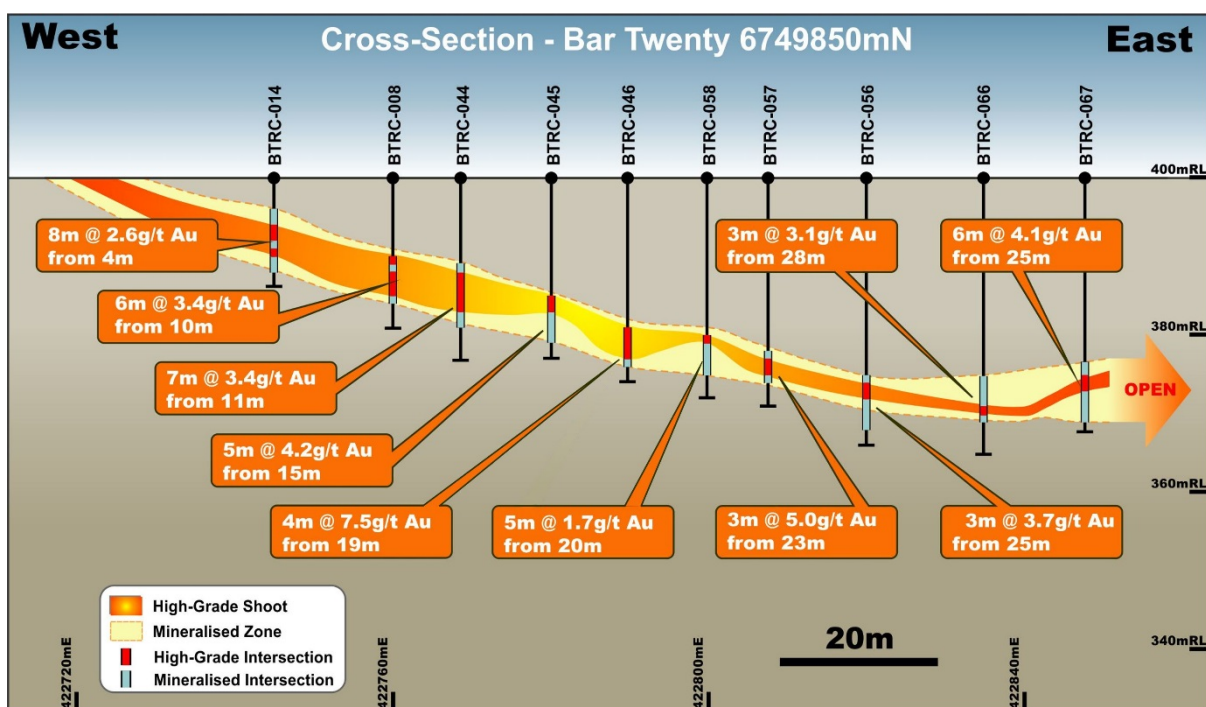 West
Cross-Section - Bar Twenty 6749850mN
East
BTRC-014
BTRC-008
BTRC-044
BTRC-045
BTRC-046
BTRC-058
BTRC-057
BTRC-056
BTRC-066
BTRC-067
400mRL
8m @ 2.6g/t Au
from 4m
3m @ 3.1g/t Au
from 28m
6m @ 4.1g/t Au
from 25m
6m @ 3.4g/t Au
from 10m
380mRL
7m @ 3.4g/t Au
from 11m
OPEN
5m @ 4.2g/t Au
from 15m
360mRL
4m @ 7.5g/t Au
from 19m
5m @ 1.7g/t Au
from 20m
3m @ 5.0g/t Au
from 23m
3m @ 3.7g/t Au
from 25m
High-Grade Shoot
Mineralised Zone
High-Grade Intersection
Mineralised Intersection
20m
340mRL
422720mE
422760mE
422800mE
422840mE